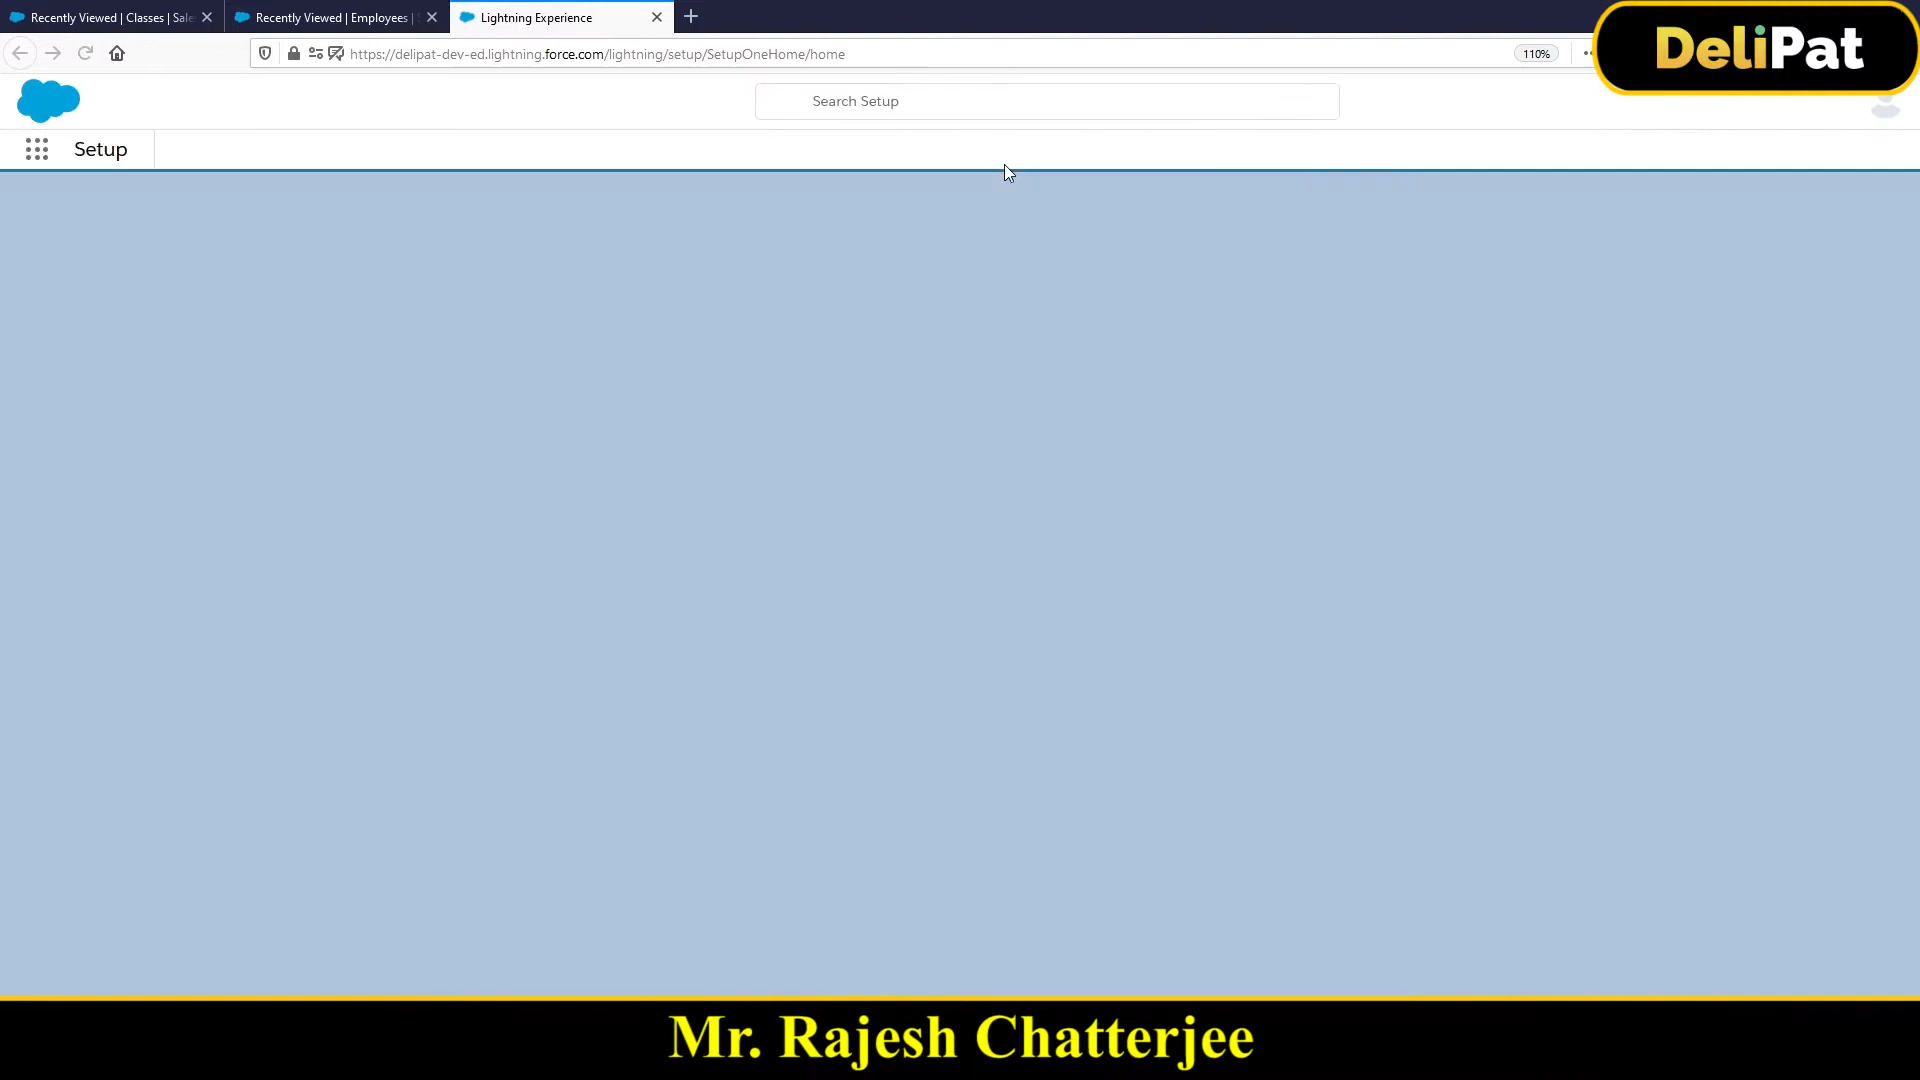 Recently Viewed | Classes | Sale
Recently Viewed | Employees |
Lightning Experience
https://delipat-dev-ed.lightning.force.com/lightning/setup/SetupOneHome/home
110%
DeliPat
Search Setup
Setup
Mr. Rajesh Chatterjee